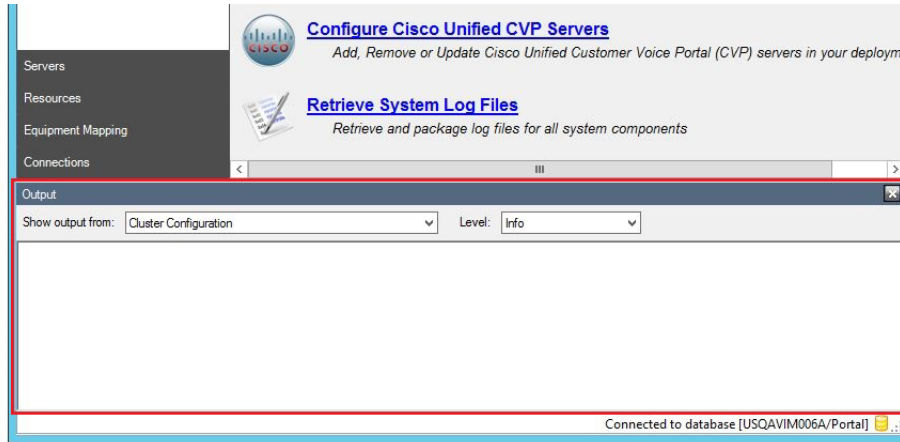 CISCO
Configure Cisco Unified CVP Servers
Add, Remove or Update Cisco Unified Customer Voice Portal (CVP) servers in your deploym
Servers
Resources
Equipment Mapping
Connections
Retrieve System Log Files
Retrieve and package log files for all system components
Output
Show output from: Cluster Configuration Level: Info
Connected to database [USQAVIM006A/Portal]